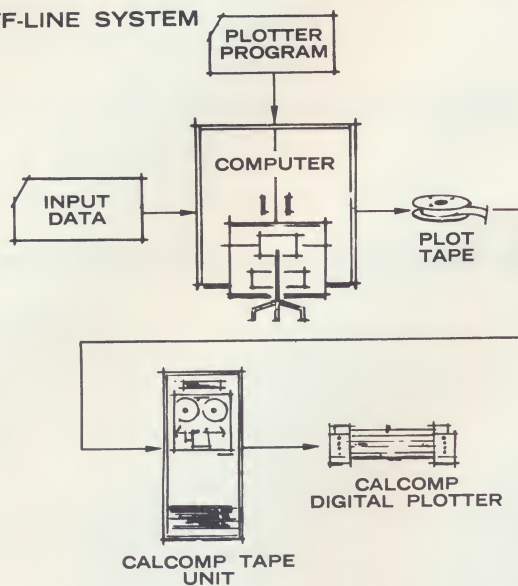 F-LINE SYSTEM
PLOTTER
PROGRAM
COMPUTER
INPUT
DATA
PLOT
TAPE
CALCOMP
DIGITAL PLOTTER
CALCOMP TAPE
UNIT